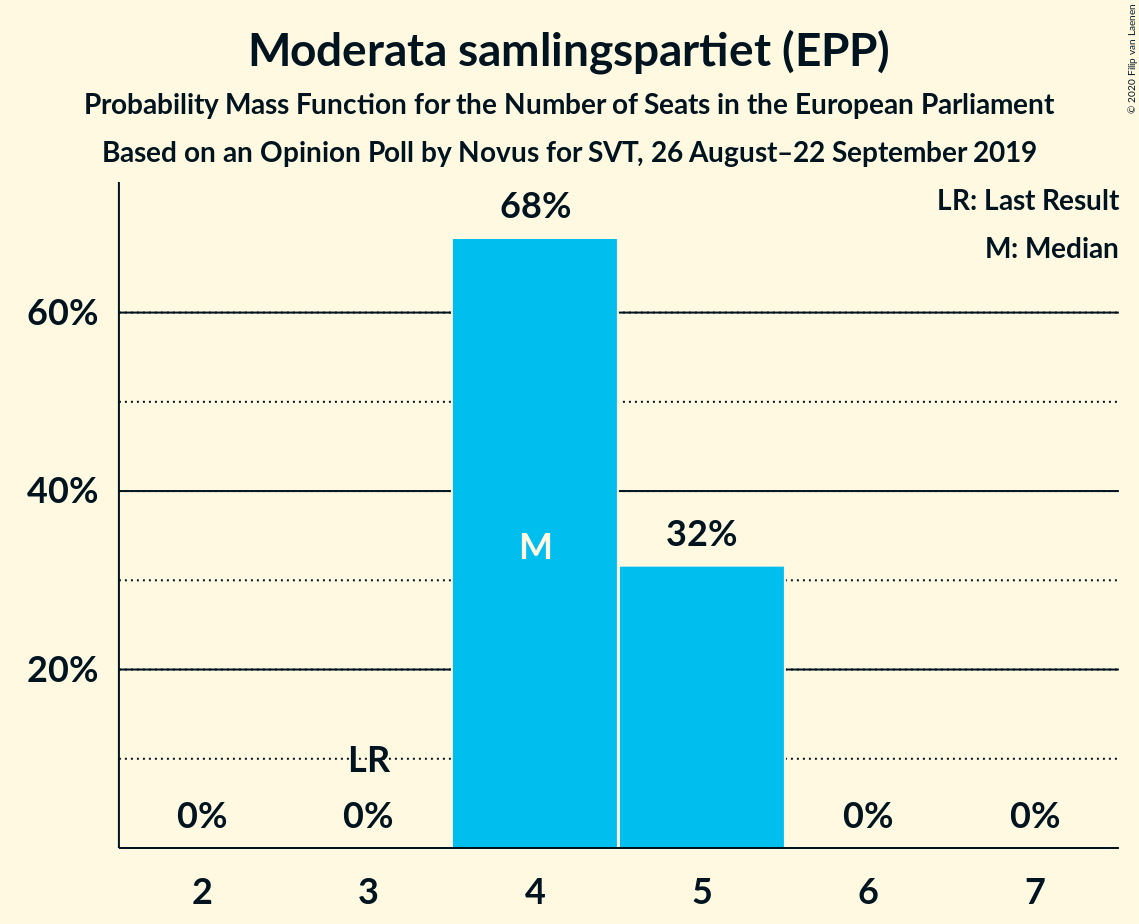 Moderata samlingspartiet (EPP)
Probability Mass Function for the Number of Seats in the European Parliament
Based on an Opinion Poll by Novus for SVT, 26 August–22 September 2019
© 2020 Filip van Laenen
LR: Last Result
M: Median
68%
60%
40%
M
32%
20%
LR
0%
0%
0%
0%
2
3
4
5
6
7